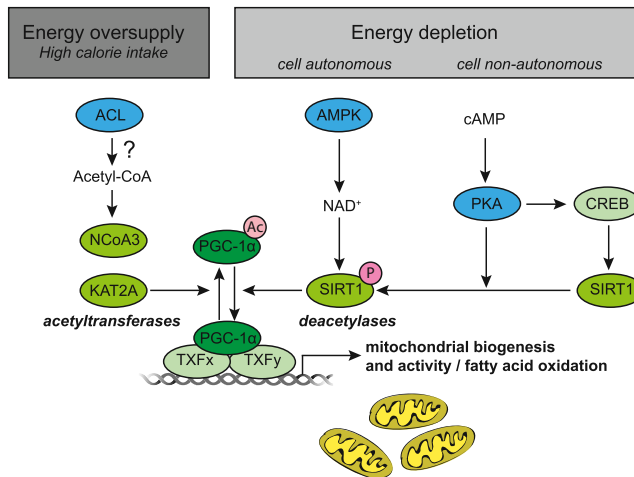 Energy oversupply
High calorie intake
Energy depletion
cell autonomous
cell non-autonomous
ACL
?
Acetyl-CoA
NCoA3
KAT2A
acetyltransferases
Ac
PGC-1α
PGC-1α
TXFx
TXFy
AMPK
NAD⁺
P
SIRT1
deacetylases
cAMP
PKA
CREB
SIRT1
mitochondrial biogenesis
and activity / fatty acid oxidation